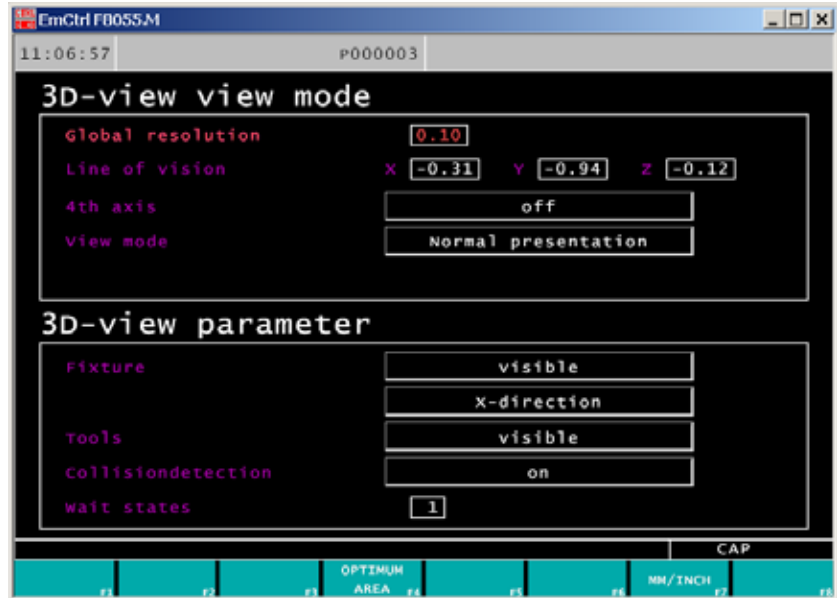 EmCtrl F8055.M
11:06:57 P000003
3D-view view mode
Global resolution 0.10
Line of vision X -0.31 Y -0.94 Z -0.12
4th axis off
View mode Normal presentation
3D-view parameter
Fixture visible
X-direction
Tools visible
Collisiondetection on
Wait states 1
CAP
F1 F2 F3 OPTIMUM
AREA F4 F5 F6 MM/INCH F7 F8